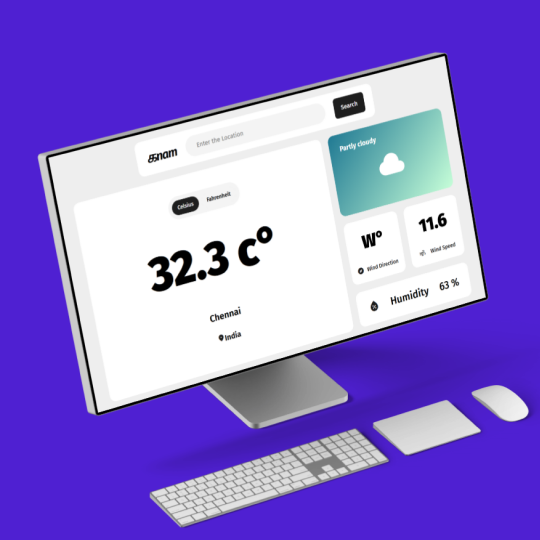 கணam
Enter the Location
Search
Celsius
Fahrenheit
32.3 c°
Chennai
India
Partly cloudy
W°
Wind Direction
11.6
Wind Speed
Humidity
63 %